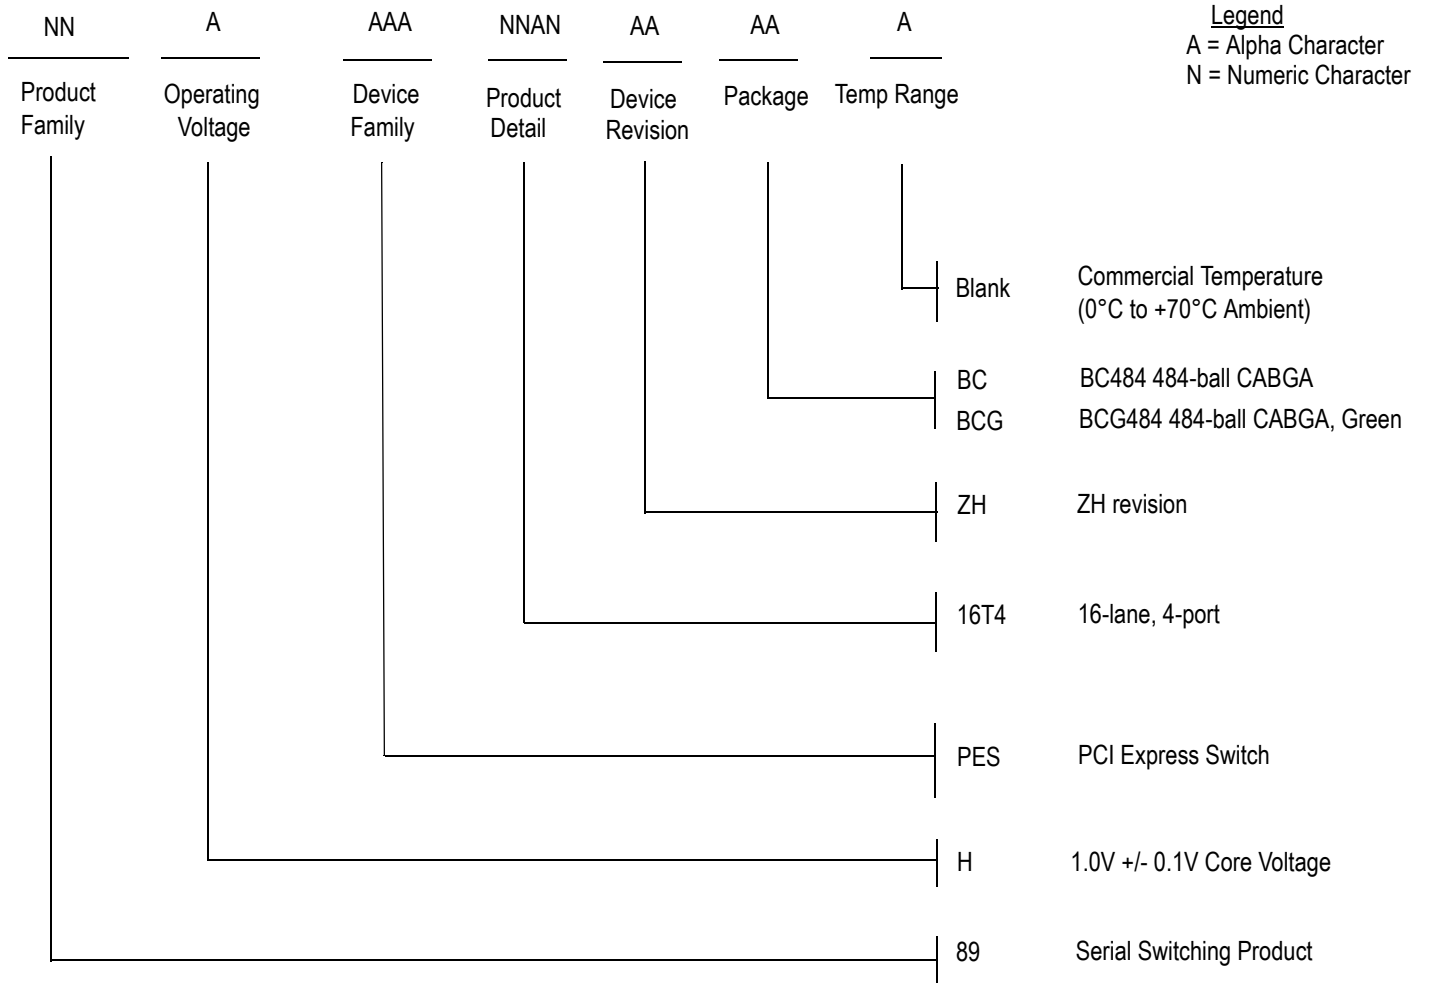 NN A AAA NNAN AA AA A
Legend
A = Alpha Character
N = Numeric Character
Product Family
Operating Voltage
Device Family
Product Detail
Device Revision
Package
Temp Range
Blank Commercial Temperature
(0°C to +70°C Ambient)
BC BC484 484-ball CABGA
BCG BCG484 484-ball CABGA, Green
ZH ZH revision
16T4 16-lane, 4-port
PES PCI Express Switch
H 1.0V +/- 0.1V Core Voltage
89 Serial Switching Product